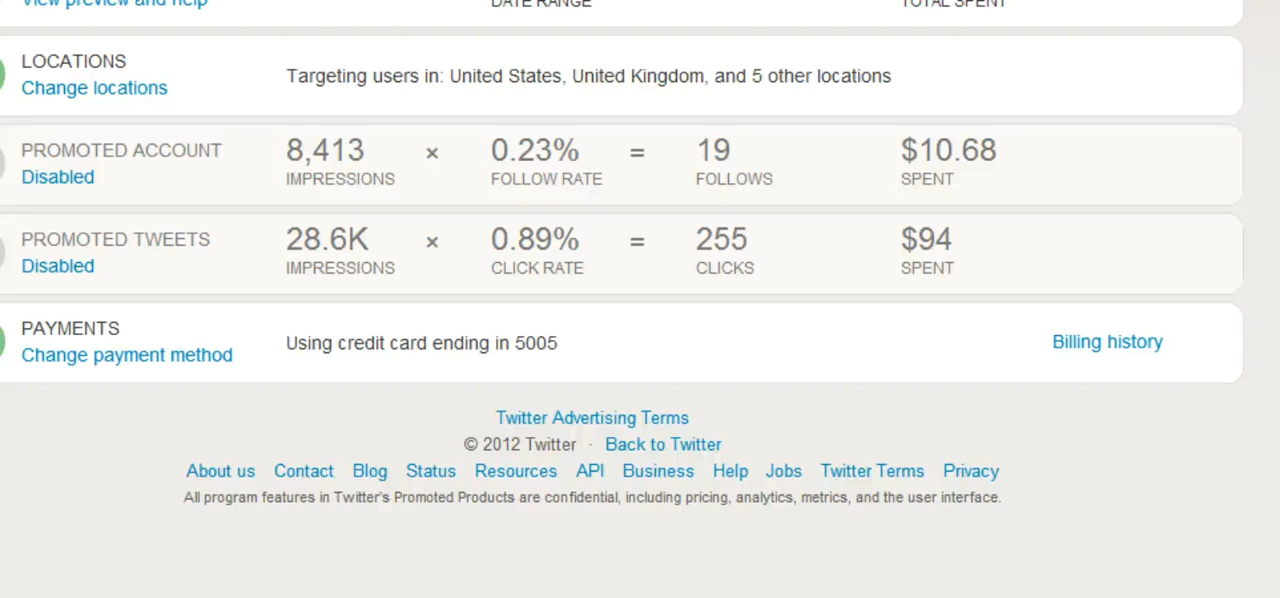 View preview and help DATE RANGE TOTAL SPENT
LOCATIONS
Change locations
Targeting users in: United States, United Kingdom, and 5 other locations
PROMOTED ACCOUNT
Disabled
8,413 × 0.23% = 19 $10.68
IMPRESSIONS FOLLOW RATE FOLLOWS SPENT
PROMOTED TWEETS
Disabled
28.6K × 0.89% = 255 $94
IMPRESSIONS CLICK RATE CLICKS SPENT
PAYMENTS
Change payment method
Using credit card ending in 5005
Billing history
Twitter Advertising Terms
© 2012 Twitter · Back to Twitter
About us Contact Blog Status Resources API Business Help Jobs Twitter Terms Privacy
All program features in Twitter's Promoted Products are confidential, including pricing, analytics, metrics, and the user interface.